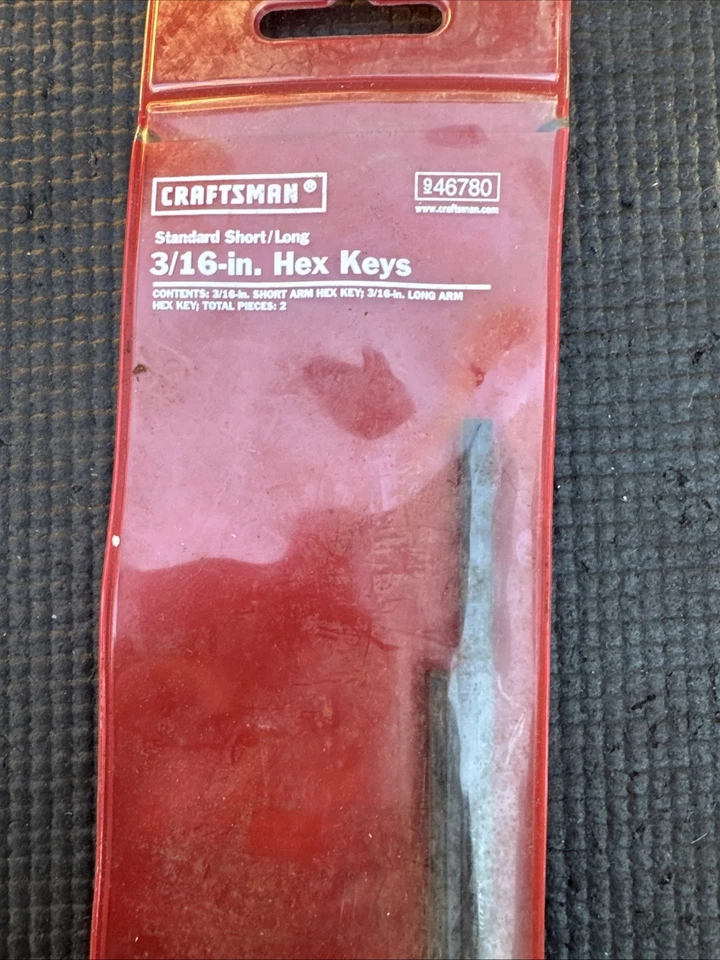 CRAFTSMAN®
946780
www.craftsman.com
Standard Short/Long
3/16-in. Hex Keys
CONTENTS: 3/16-in. SHORT ARM HEX KEY; 3/16-in. LONG ARM
HEX KEY; TOTAL PIECES: 2